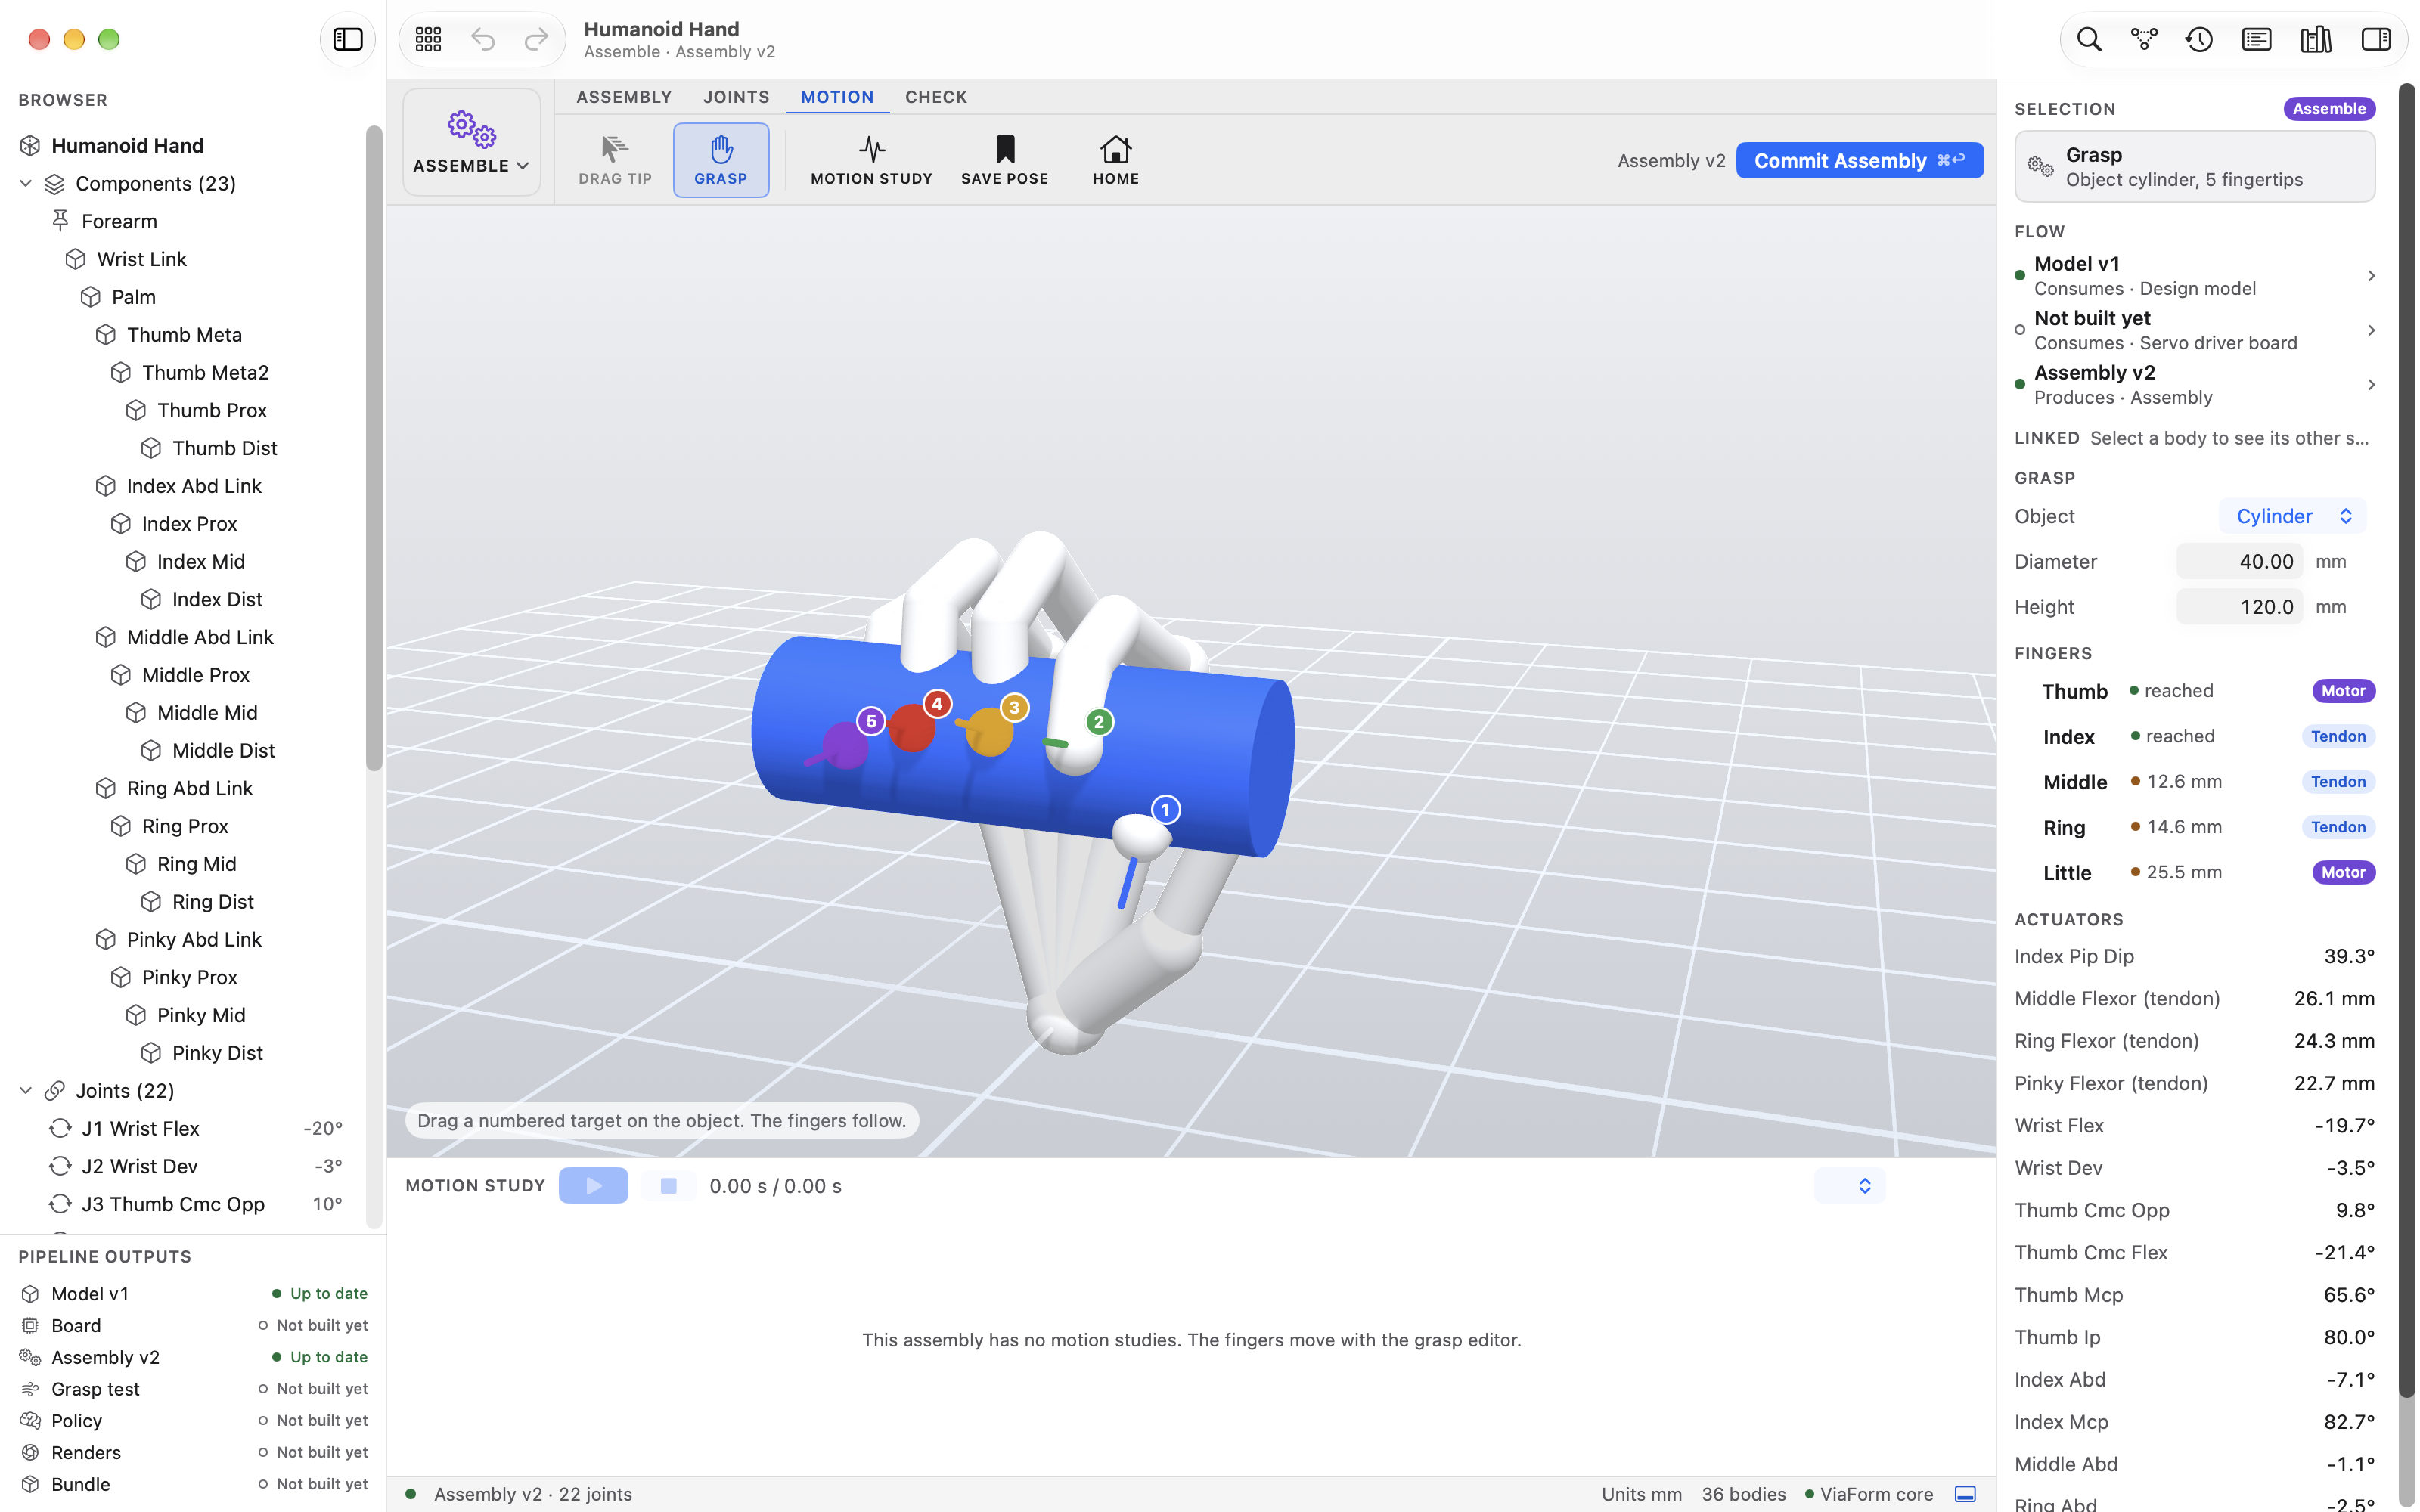 Humanoid Hand
Assemble · Assembly v2
BROWSER
Humanoid Hand
Components (23)
Forearm
Wrist Link
Palm
Thumb Meta
Thumb Meta2
Thumb Prox
Thumb Dist
Index Abd Link
Index Prox
Index Mid
Index Dist
Middle Abd Link
Middle Prox
Middle Mid
Middle Dist
Ring Abd Link
Ring Prox
Ring Mid
Ring Dist
Pinky Abd Link
Pinky Prox
Pinky Mid
Pinky Dist
Joints (22)
J1 Wrist Flex -20°
J2 Wrist Dev -3°
J3 Thumb Cmc Opp 10°
PIPELINE OUTPUTS
Model v1 Up to date
Board Not built yet
Assembly v2 Up to date
Grasp test Not built yet
Policy Not built yet
Renders Not built yet
Bundle Not built yet
ASSEMBLE
ASSEMBLY JOINTS MOTION CHECK
DRAG TIP GRASP MOTION STUDY SAVE POSE HOME
Assembly v2 Commit Assembly ⌘↩
5
4
3
2
1
Drag a numbered target on the object. The fingers follow.
MOTION STUDY 0.00 s / 0.00 s
This assembly has no motion studies. The fingers move with the grasp editor.
Assembly v2 · 22 joints Units mm 36 bodies ViaForm core
SELECTION Assemble
Grasp
Object cylinder, 5 fingertips
FLOW
Model v1
Consumes · Design model
Not built yet
Consumes · Servo driver board
Assembly v2
Produces · Assembly
LINKED Select a body to see its other s...
GRASP
Object Cylinder
Diameter 40.00 mm
Height 120.0 mm
FINGERS
Thumb reached Motor
Index reached Tendon
Middle 12.6 mm Tendon
Ring 14.6 mm Tendon
Little 25.5 mm Motor
ACTUATORS
Index Pip Dip 39.3°
Middle Flexor (tendon) 26.1 mm
Ring Flexor (tendon) 24.3 mm
Pinky Flexor (tendon) 22.7 mm
Wrist Flex -19.7°
Wrist Dev -3.5°
Thumb Cmc Opp 9.8°
Thumb Cmc Flex -21.4°
Thumb Mcp 65.6°
Thumb Ip 80.0°
Index Abd -7.1°
Index Mcp 82.7°
Middle Abd -1.1°
Ring Abd -2.5°